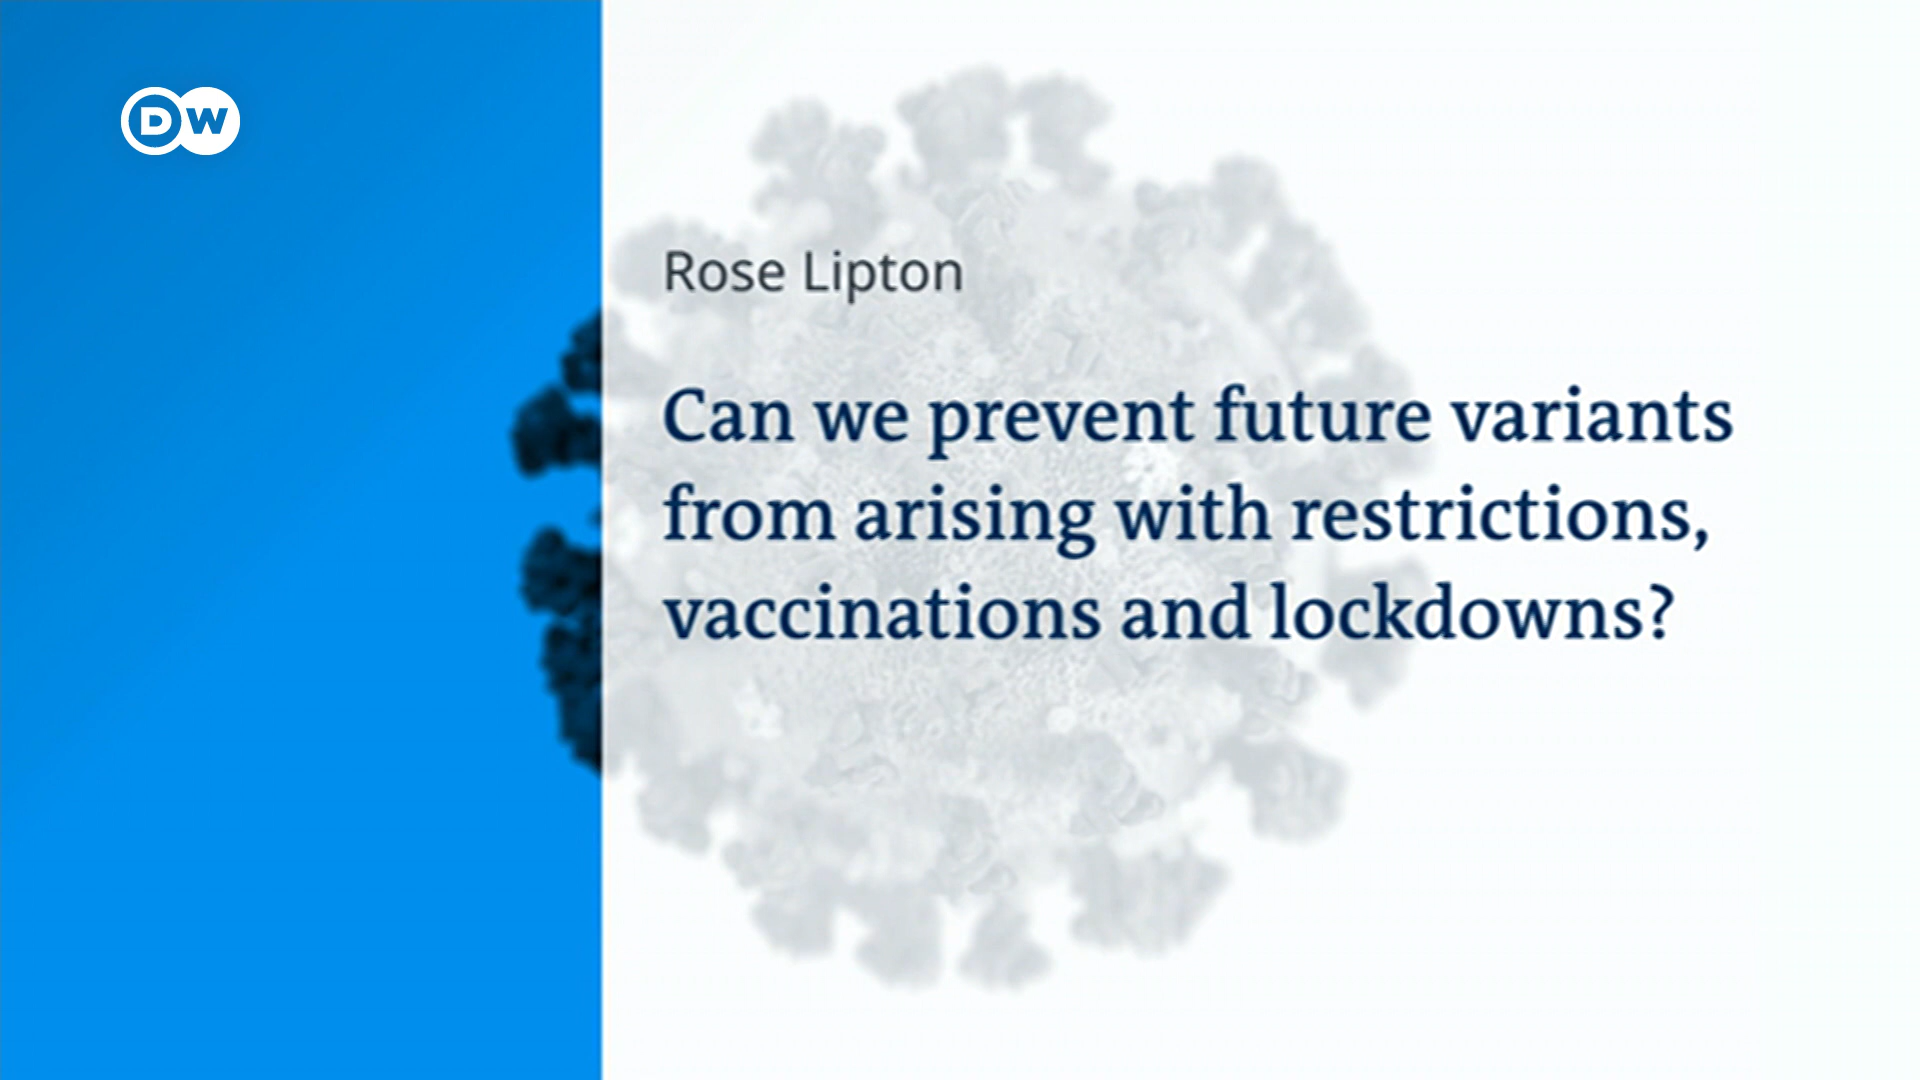 DW
Rose Lipton
Can we prevent future variants
from arising with restrictions,
vaccinations and lockdowns?